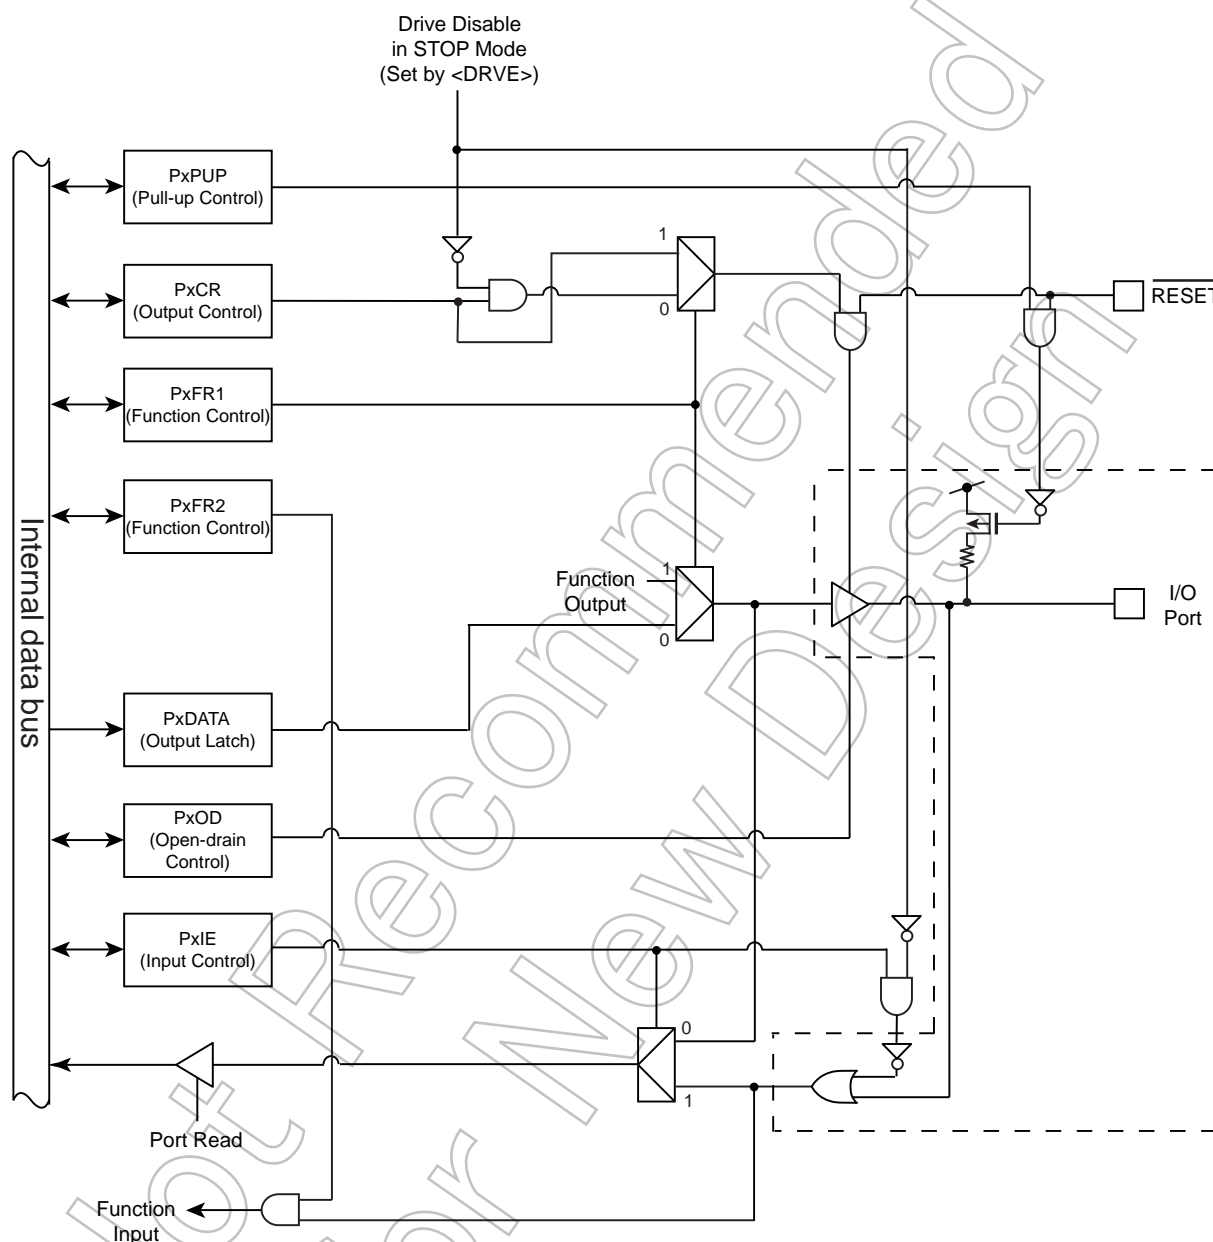 Drive Disable
in STOP Mode
(Set by <DRVE>)
PxPUP
(Pull-up Control)
1
PxCR
(Output Control)
0
RESET
PxFR1
(Function Control)
PxFR2
(Function Control)
Internal data bus
Function
Output
1
0
I/O
Port
PxDATA
(Output Latch)
PxOD
(Open-drain
Control)
PxIE
(Input Control)
0
1
Port Read
Function
Input
Not Recommended
for New Design